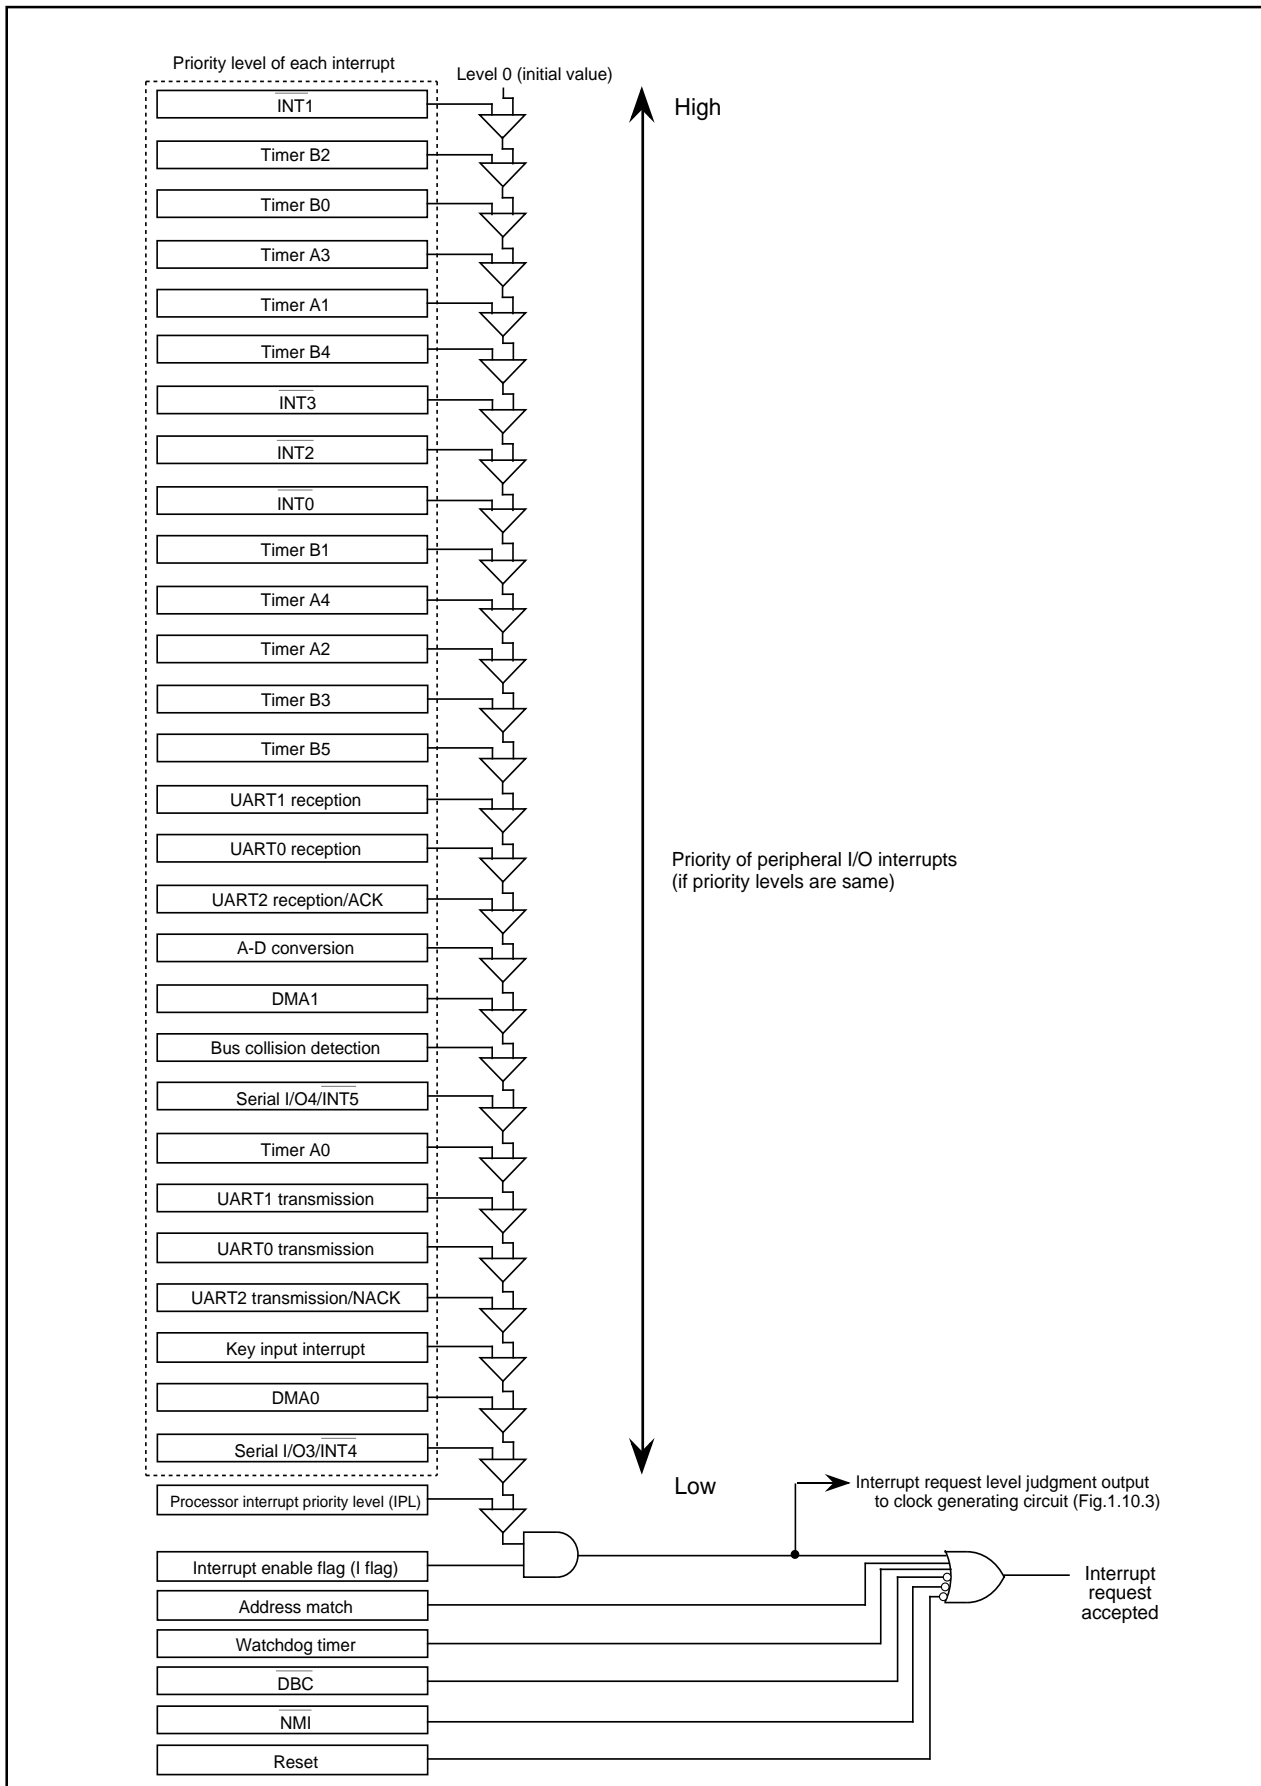 Priority level of each interrupt
Level 0 (initial value)
INT1
High
Timer B2
Timer B0
Timer A3
Timer A1
Timer B4
INT3
INT2
INT0
Timer B1
Timer A4
Timer A2
Timer B3
Timer B5
UART1 reception
UART0 reception
Priority of peripheral I/O interrupts
(if priority levels are same)
UART2 reception/ACK
A-D conversion
DMA1
Bus collision detection
Serial I/O4/INT5
Timer A0
UART1 transmission
UART0 transmission
UART2 transmission/NACK
Key input interrupt
DMA0
Serial I/O3/INT4
Low
Interrupt request level judgment output
to clock generating circuit (Fig.1.10.3)
Processor interrupt priority level (IPL)
Interrupt enable flag (I flag)
Interrupt
request
accepted
Address match
Watchdog timer
DBC
NMI
Reset